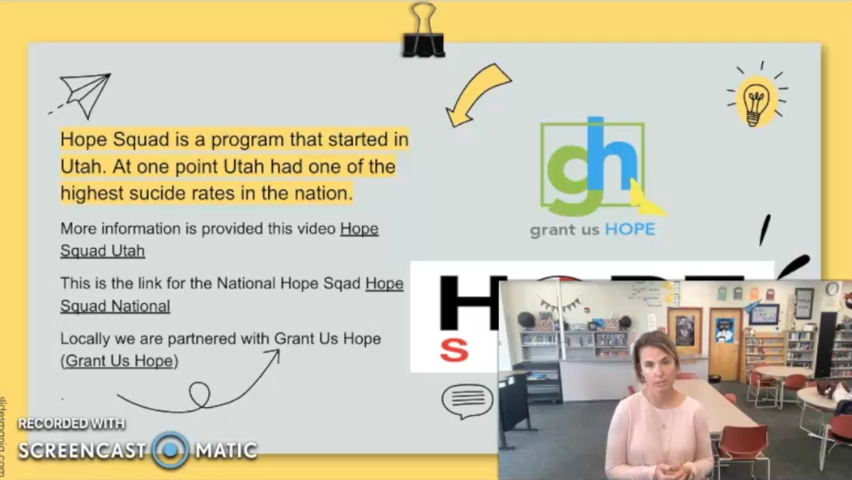 Hope Squad is a program that started in
Utah. At one point Utah had one of the
highest sucide rates in the nation.
More information is provided this video Hope
Squad Utah
This is the link for the National Hope Sqad Hope
Squad National
Locally we are partnered with Grant Us Hope
(Grant Us Hope)
gh
grant us HOPE
H
S
RECORDED WITH
SCREENCAST MATIC
slidesmania.com